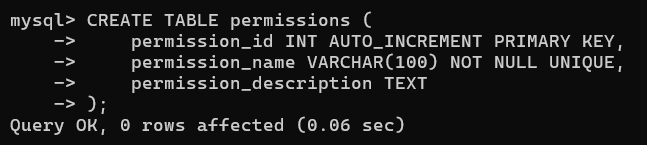 mysql> CREATE TABLE permissions (
    ->     permission_id INT AUTO_INCREMENT PRIMARY KEY,
    ->     permission_name VARCHAR(100) NOT NULL UNIQUE,
    ->     permission_description TEXT
    -> );
Query OK, 0 rows affected (0.06 sec)